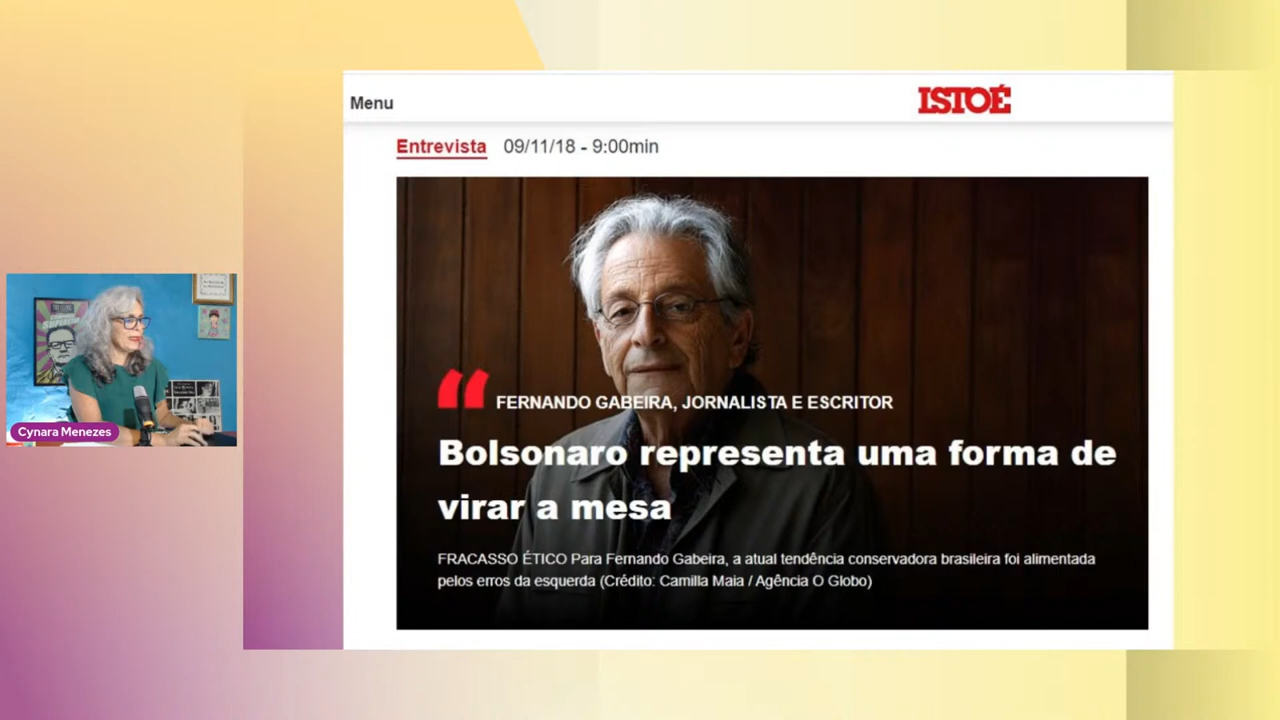 Menu
ISTOÉ
Entrevista 09/11/18 - 9:00min
FERNANDO GABEIRA, JORNALISTA E ESCRITOR
Bolsonaro representa uma forma de
virar a mesa
FRACASSO ÉTICO Para Fernando Gabeira, a atual tendência conservadora brasileira foi alimentada
pelos erros da esquerda (Crédito: Camilla Maia / Agência O Globo)
Cynara Menezes